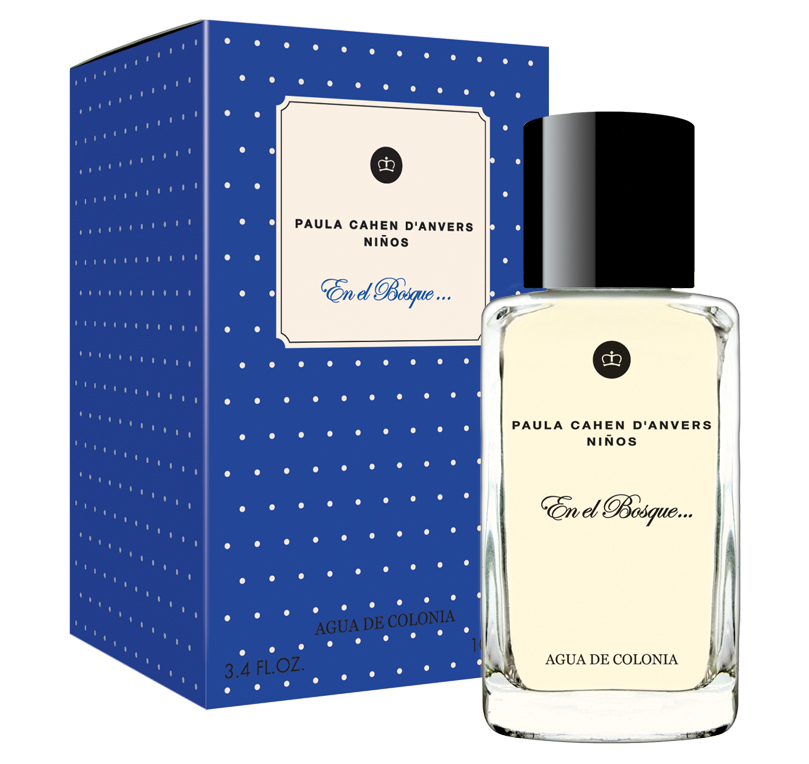 PAULA CAHEN D'ANVERS
NIÑOS
En el Bosque...
AGUA DE COLONIA
3.4 FL.OZ.
PAULA CAHEN D'ANVERS
NIÑOS
En el Bosque...
AGUA DE COLONIA